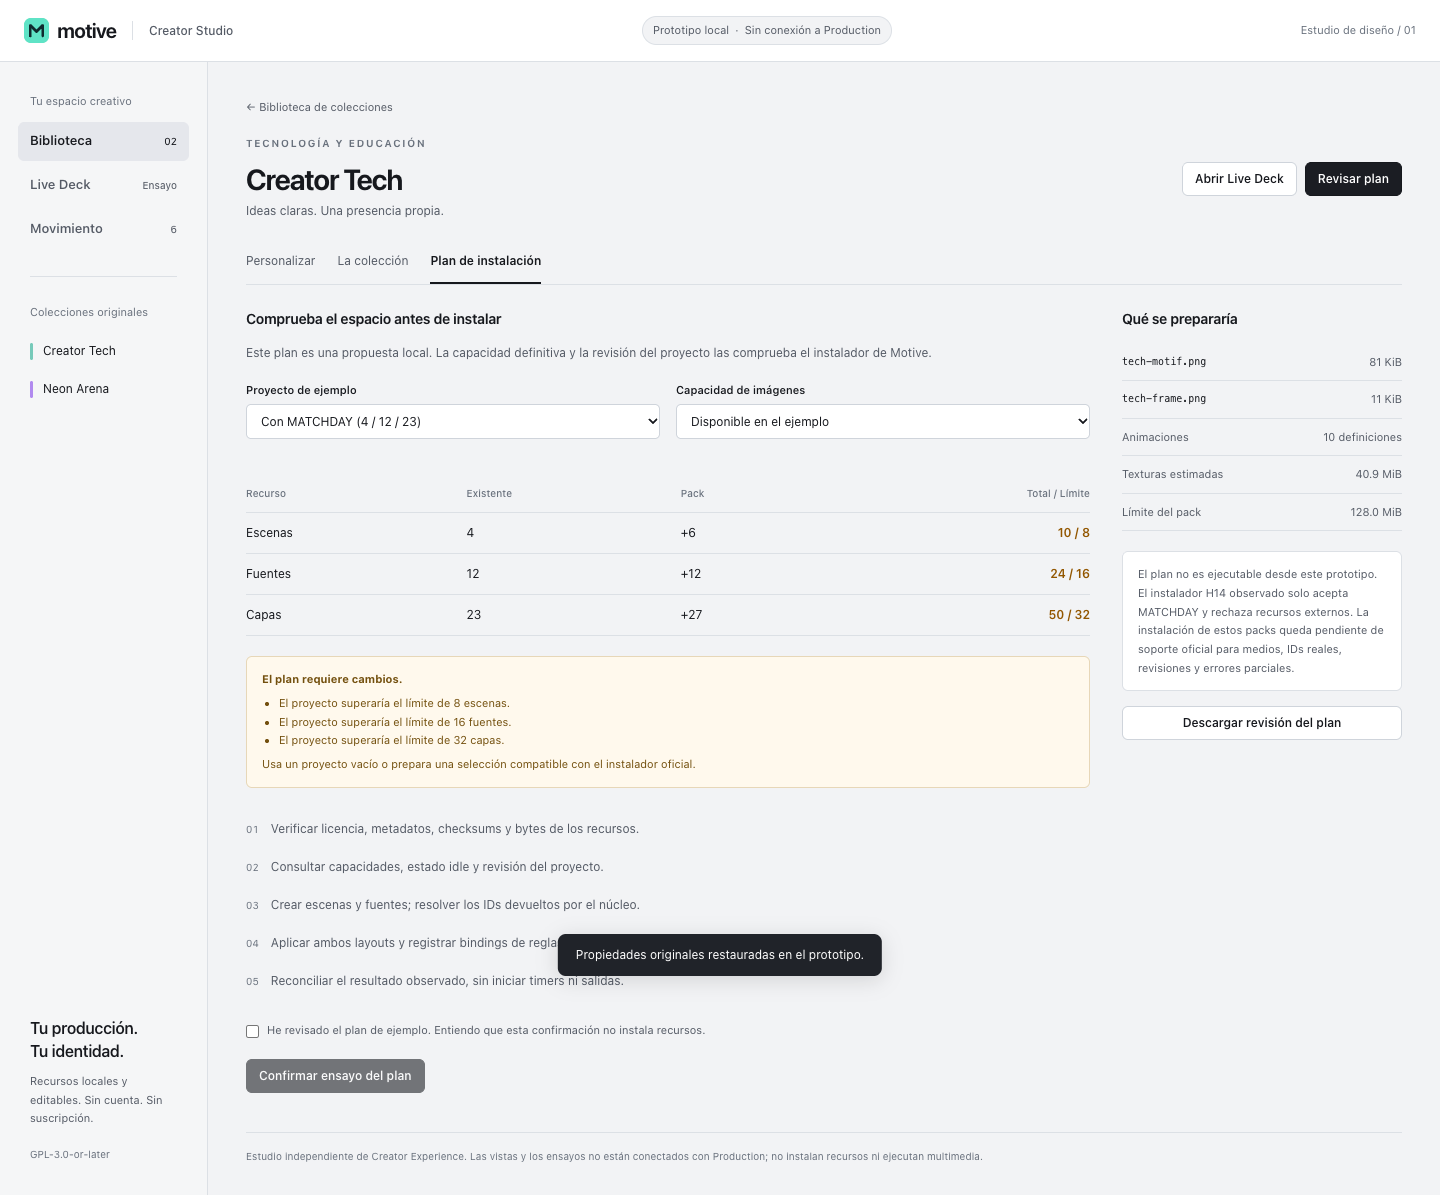 motive
Creator Studio
Prototipo local · Sin conexión a Production
Estudio de diseño / 01
Tu espacio creativo
Biblioteca 02
Live Deck Ensayo
Movimiento 6
Colecciones originales
Creator Tech
Neon Arena
Tu producción.
Tu identidad.
Recursos locales y
editables. Sin cuenta. Sin
suscripción.
GPL-3.0-or-later
← Biblioteca de colecciones
TECNOLOGÍA Y EDUCACIÓN
Creator Tech
Ideas claras. Una presencia propia.
Abrir Live Deck
Revisar plan
Personalizar La colección Plan de instalación
Comprueba el espacio antes de instalar
Este plan es una propuesta local. La capacidad definitiva y la revisión del proyecto las comprueba el instalador de Motive.
Proyecto de ejemplo
Con MATCHDAY (4 / 12 / 23)
Capacidad de imágenes
Disponible en el ejemplo
Recurso Existente Pack Total / Límite
Escenas 4 +6 10 / 8
Fuentes 12 +12 24 / 16
Capas 23 +27 50 / 32
El plan requiere cambios.
• El proyecto superaría el límite de 8 escenas.
• El proyecto superaría el límite de 16 fuentes.
• El proyecto superaría el límite de 32 capas.
Usa un proyecto vacío o prepara una selección compatible con el instalador oficial.
01 Verificar licencia, metadatos, checksums y bytes de los recursos.
02 Consultar capacidades, estado idle y revisión del proyecto.
03 Crear escenas y fuentes; resolver los IDs devueltos por el núcleo.
04 Aplicar ambos layouts y registrar bindings de regla
Propiedades originales restauradas en el prototipo.
05 Reconciliar el resultado observado, sin iniciar timers ni salidas.
He revisado el plan de ejemplo. Entiendo que esta confirmación no instala recursos.
Confirmar ensayo del plan
Qué se prepararía
tech-motif.png 81 KiB
tech-frame.png 11 KiB
Animaciones 10 definiciones
Texturas estimadas 40.9 MiB
Límite del pack 128.0 MiB
El plan no es ejecutable desde este prototipo.
El instalador H14 observado solo acepta
MATCHDAY y rechaza recursos externos. La
instalación de estos packs queda pendiente de
soporte oficial para medios, IDs reales,
revisiones y errores parciales.
Descargar revisión del plan
Estudio independiente de Creator Experience. Las vistas y los ensayos no están conectados con Production; no instalan recursos ni ejecutan multimedia.